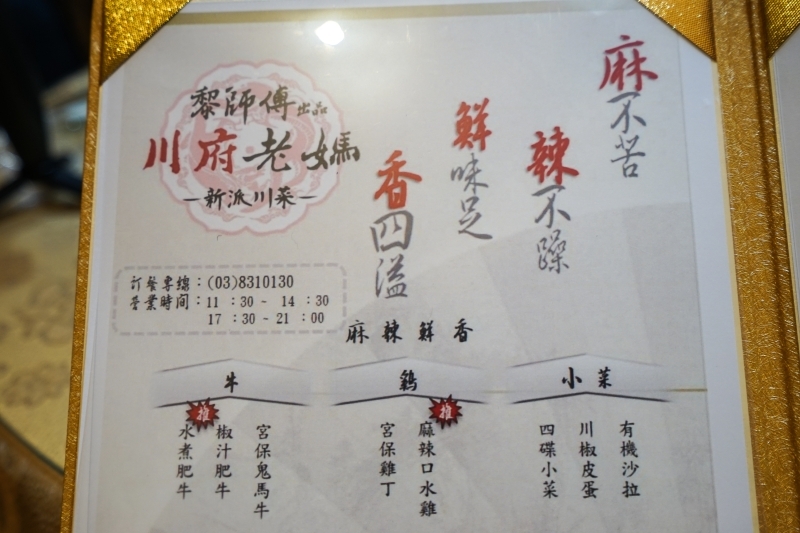 黎師傅出品
川府老媽
—新派川菜—
麻不苦
辣不躁
鮮味足
香四溢
訂餐專線：(03)8310130
營業時間：11：30～ 14：30
17：30～21：00
麻辣鮮香
牛
推
宮保鬼馬牛
椒汁肥牛
水煮肥牛
鷄
推
麻辣口水雞
宮保雞丁
小菜
有機沙拉
川椒皮蛋
四碟小菜